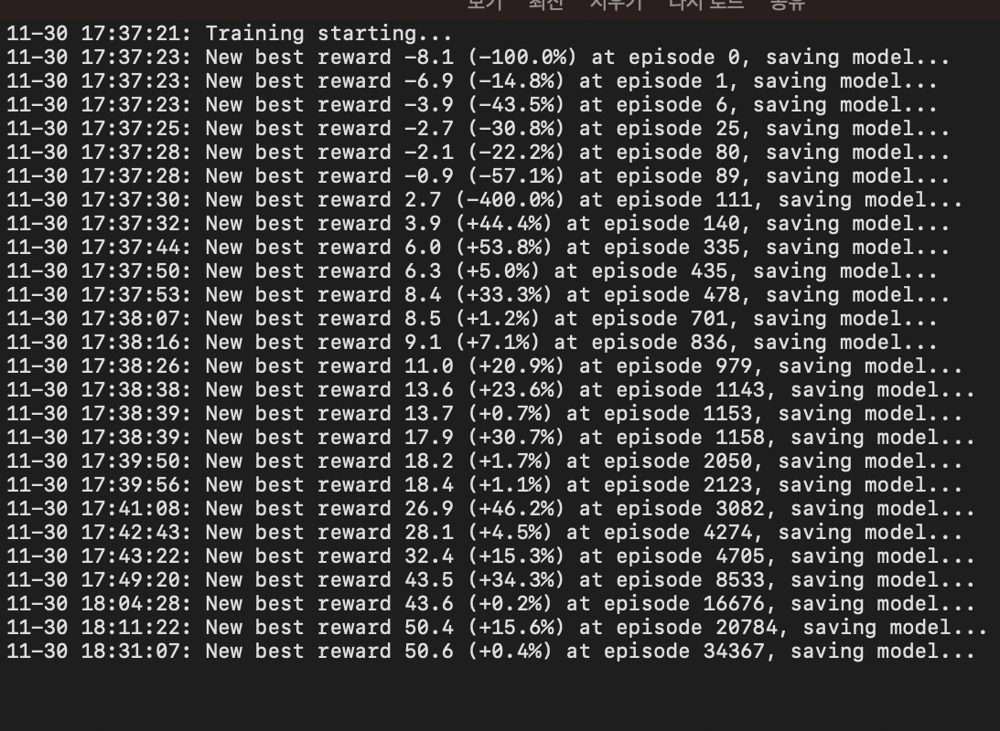 보기 최신 지우기 다시 로드 공유
11-30 17:37:21: Training starting...
11-30 17:37:23: New best reward -8.1 (-100.0%) at episode 0, saving model...
11-30 17:37:23: New best reward -6.9 (-14.8%) at episode 1, saving model...
11-30 17:37:23: New best reward -3.9 (-43.5%) at episode 6, saving model...
11-30 17:37:25: New best reward -2.7 (-30.8%) at episode 25, saving model...
11-30 17:37:28: New best reward -2.1 (-22.2%) at episode 80, saving model...
11-30 17:37:28: New best reward -0.9 (-57.1%) at episode 89, saving model...
11-30 17:37:30: New best reward 2.7 (-400.0%) at episode 111, saving model...
11-30 17:37:32: New best reward 3.9 (+44.4%) at episode 140, saving model...
11-30 17:37:44: New best reward 6.0 (+53.8%) at episode 335, saving model...
11-30 17:37:50: New best reward 6.3 (+5.0%) at episode 435, saving model...
11-30 17:37:53: New best reward 8.4 (+33.3%) at episode 478, saving model...
11-30 17:38:07: New best reward 8.5 (+1.2%) at episode 701, saving model...
11-30 17:38:16: New best reward 9.1 (+7.1%) at episode 836, saving model...
11-30 17:38:26: New best reward 11.0 (+20.9%) at episode 979, saving model...
11-30 17:38:38: New best reward 13.6 (+23.6%) at episode 1143, saving model...
11-30 17:38:39: New best reward 13.7 (+0.7%) at episode 1153, saving model...
11-30 17:38:39: New best reward 17.9 (+30.7%) at episode 1158, saving model...
11-30 17:39:50: New best reward 18.2 (+1.7%) at episode 2050, saving model...
11-30 17:39:56: New best reward 18.4 (+1.1%) at episode 2123, saving model...
11-30 17:41:08: New best reward 26.9 (+46.2%) at episode 3082, saving model...
11-30 17:42:43: New best reward 28.1 (+4.5%) at episode 4274, saving model...
11-30 17:43:22: New best reward 32.4 (+15.3%) at episode 4705, saving model...
11-30 17:49:20: New best reward 43.5 (+34.3%) at episode 8533, saving model...
11-30 18:04:28: New best reward 43.6 (+0.2%) at episode 16676, saving model...
11-30 18:11:22: New best reward 50.4 (+15.6%) at episode 20784, saving model...
11-30 18:31:07: New best reward 50.6 (+0.4%) at episode 34367, saving model...